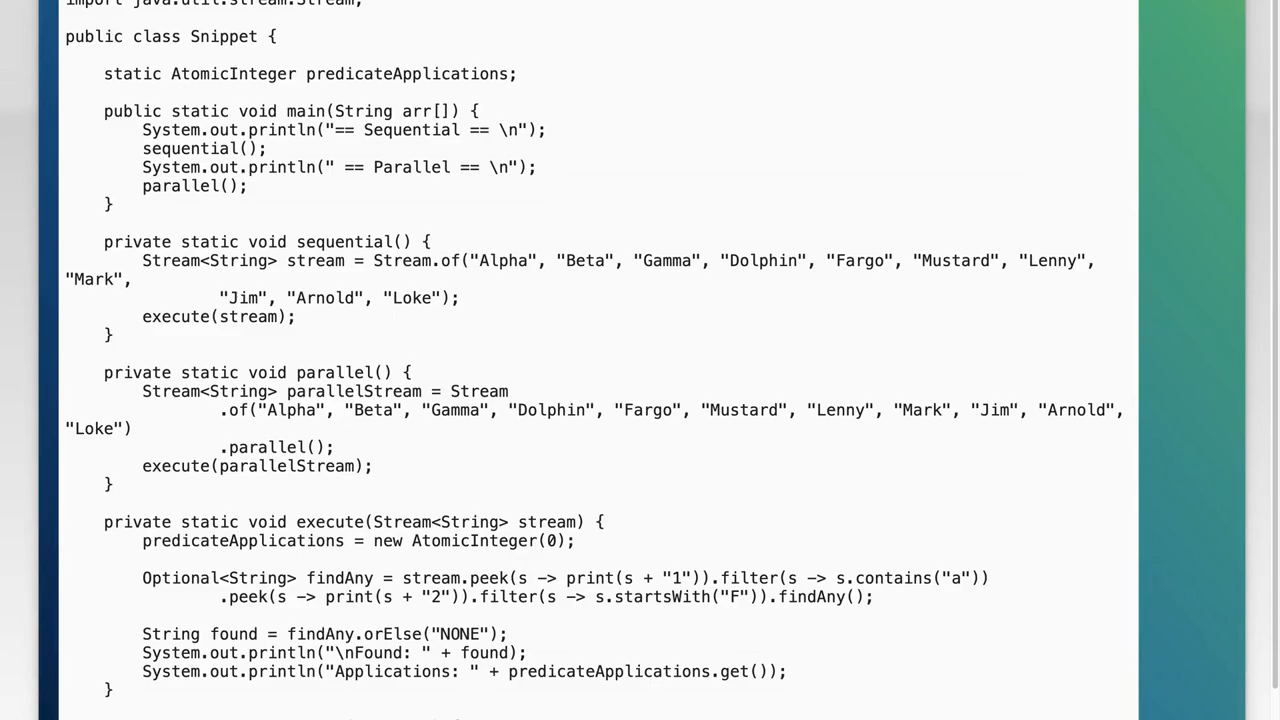 import java.util.stream.Stream;
public class Snippet {
static AtomicInteger predicateApplications;
public static void main(String arr[]) {
System.out.println("== Sequential == \n");
sequential();
System.out.println(" == Parallel == \n");
parallel();
}
private static void sequential() {
Stream<String> stream = Stream.of("Alpha", "Beta", "Gamma", "Dolphin", "Fargo", "Mustard", "Lenny",
"Mark",
"Jim", "Arnold", "Loke");
execute(stream);
}
private static void parallel() {
Stream<String> parallelStream = Stream
.of("Alpha", "Beta", "Gamma", "Dolphin", "Fargo", "Mustard", "Lenny", "Mark", "Jim", "Arnold",
"Loke")
.parallel();
execute(parallelStream);
}
private static void execute(Stream<String> stream) {
predicateApplications = new AtomicInteger(0);
Optional<String> findAny = stream.peek(s -> print(s + "1")).filter(s -> s.contains("a"))
.peek(s -> print(s + "2")).filter(s -> s.startsWith("F")).findAny();
String found = findAny.orElse("NONE");
System.out.println("\nFound: " + found);
System.out.println("Applications: " + predicateApplications.get());
}